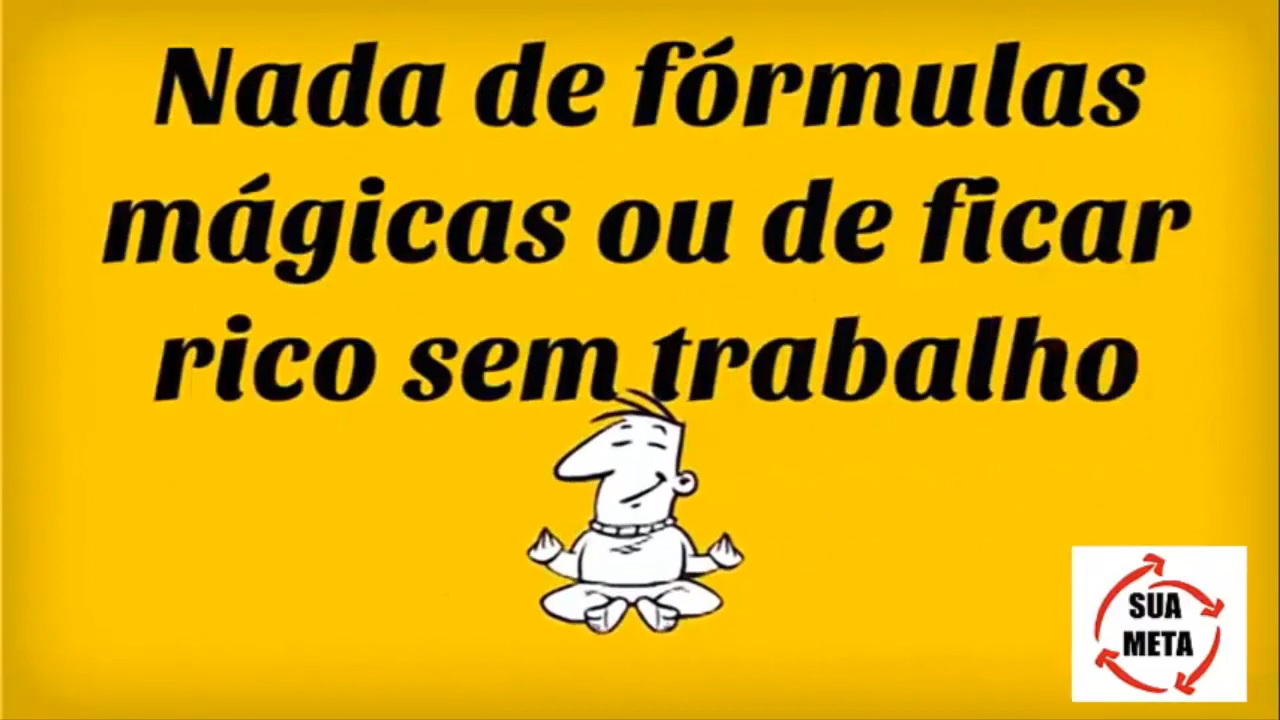 Nada de fórmulas
mágicas ou de ficar
rico sem trabalho
SUA
META